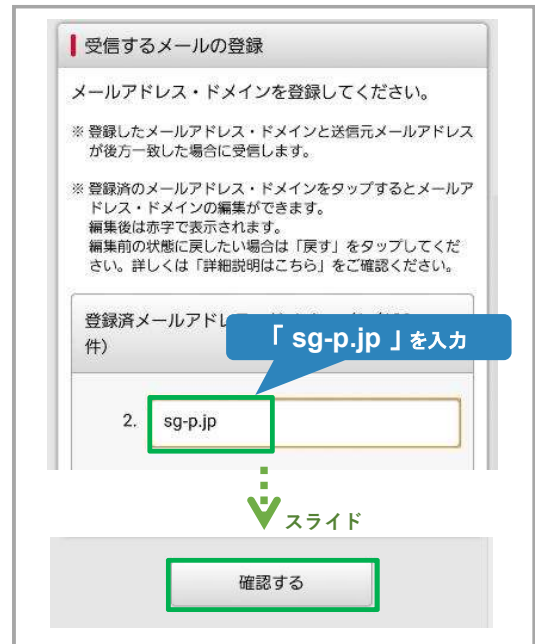 受信するメールの登録
メールアドレス・ドメインを登録してください。
※ 登録したメールアドレス・ドメインと送信元メールアドレス
が後方一致した場合に受信します。
※ 登録済のメールアドレス・ドメインをタップするとメールア
ドレス・ドメインの編集ができます。
編集後は赤字で表示されます。
編集前の状態に戻したい場合は「戻す」をタップしてくだ
さい。詳しくは「詳細説明はこちら」をご確認ください。
登録済メールアドレ
件）
「 sg-p.jp 」を入力
2. sg-p.jp
スライド
確認する